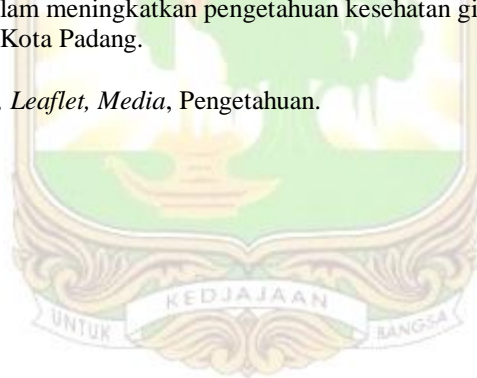 lam meningkatkan pengetahuan kesehatan gi
Kota Padang.
, Leaflet, Media, Pengetahuan.
KEDJAJAAN
UNTUK
BANGSA